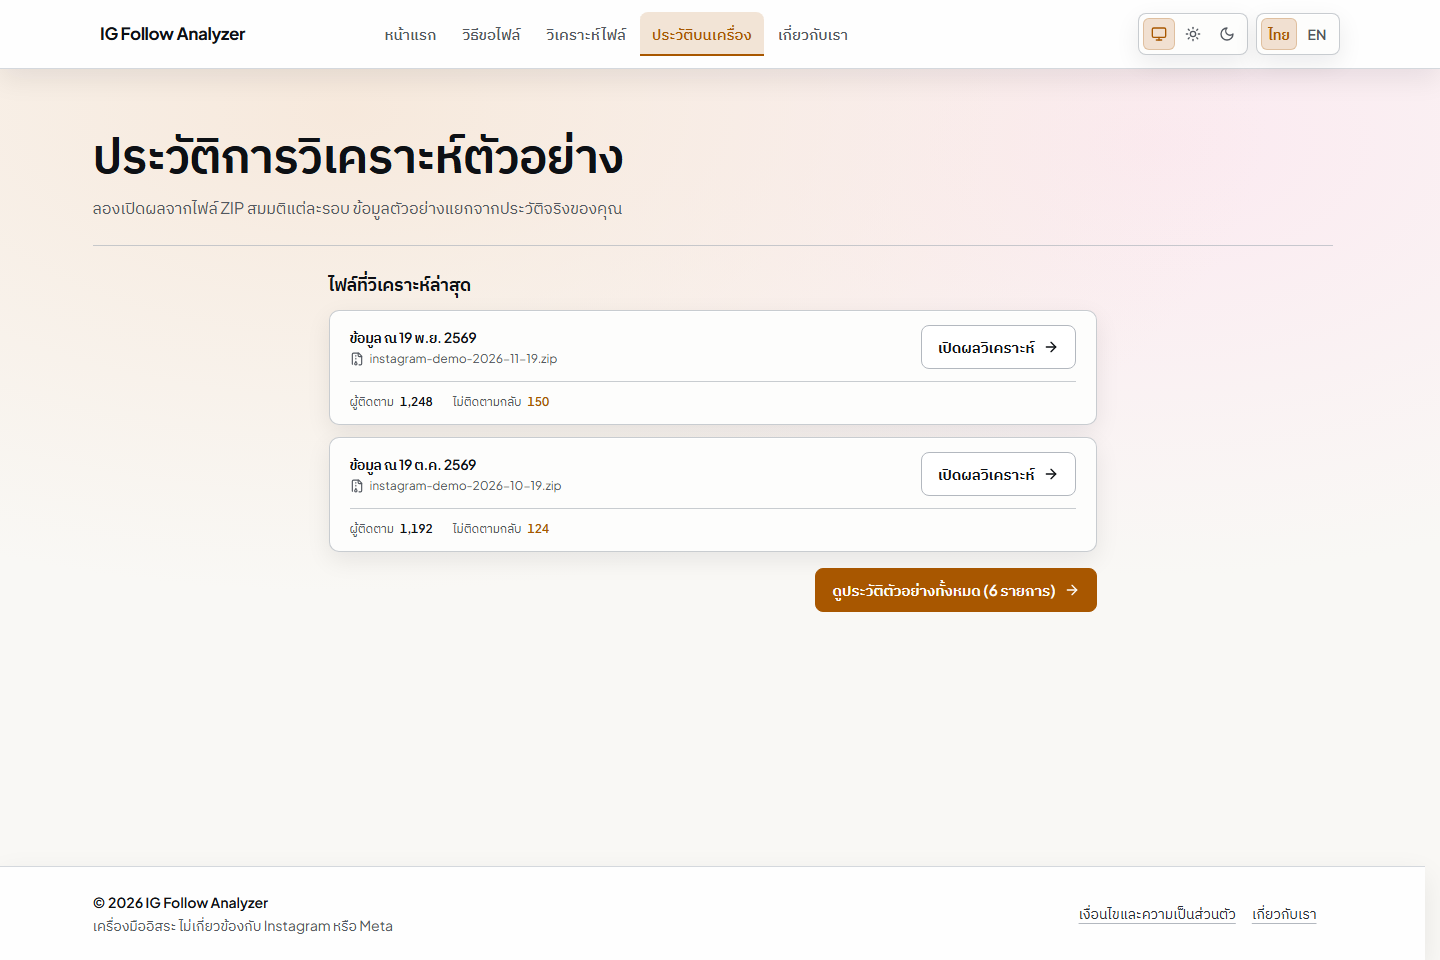 IG Follow Analyzer
หน้าแรก
วิธีขอไฟล์
วิเคราะห์ไฟล์
ประวัติบนเครื่อง
เกี่ยวกับเรา
ไทย
EN
ประวัติการวิเคราะห์ตัวอย่าง
ลองเปิดผลจากไฟล์ ZIP สมมติแต่ละรอบ ข้อมูลตัวอย่างแยกจากประวัติจริงของคุณ
ไฟล์ที่วิเคราะห์ล่าสุด
ข้อมูล ณ 19 พ.ย. 2569
instagram-demo-2026-11-19.zip
เปิดผลวิเคราะห์
ผู้ติดตาม 1,248 ไม่ติดตามกลับ 150
ข้อมูล ณ 19 ต.ค. 2569
instagram-demo-2026-10-19.zip
เปิดผลวิเคราะห์
ผู้ติดตาม 1,192 ไม่ติดตามกลับ 124
ดูประวัติตัวอย่างทั้งหมด (6 รายการ)
© 2026 IG Follow Analyzer
เครื่องมืออิสระ ไม่เกี่ยวข้องกับ Instagram หรือ Meta
เงื่อนไขและความเป็นส่วนตัว
เกี่ยวกับเรา